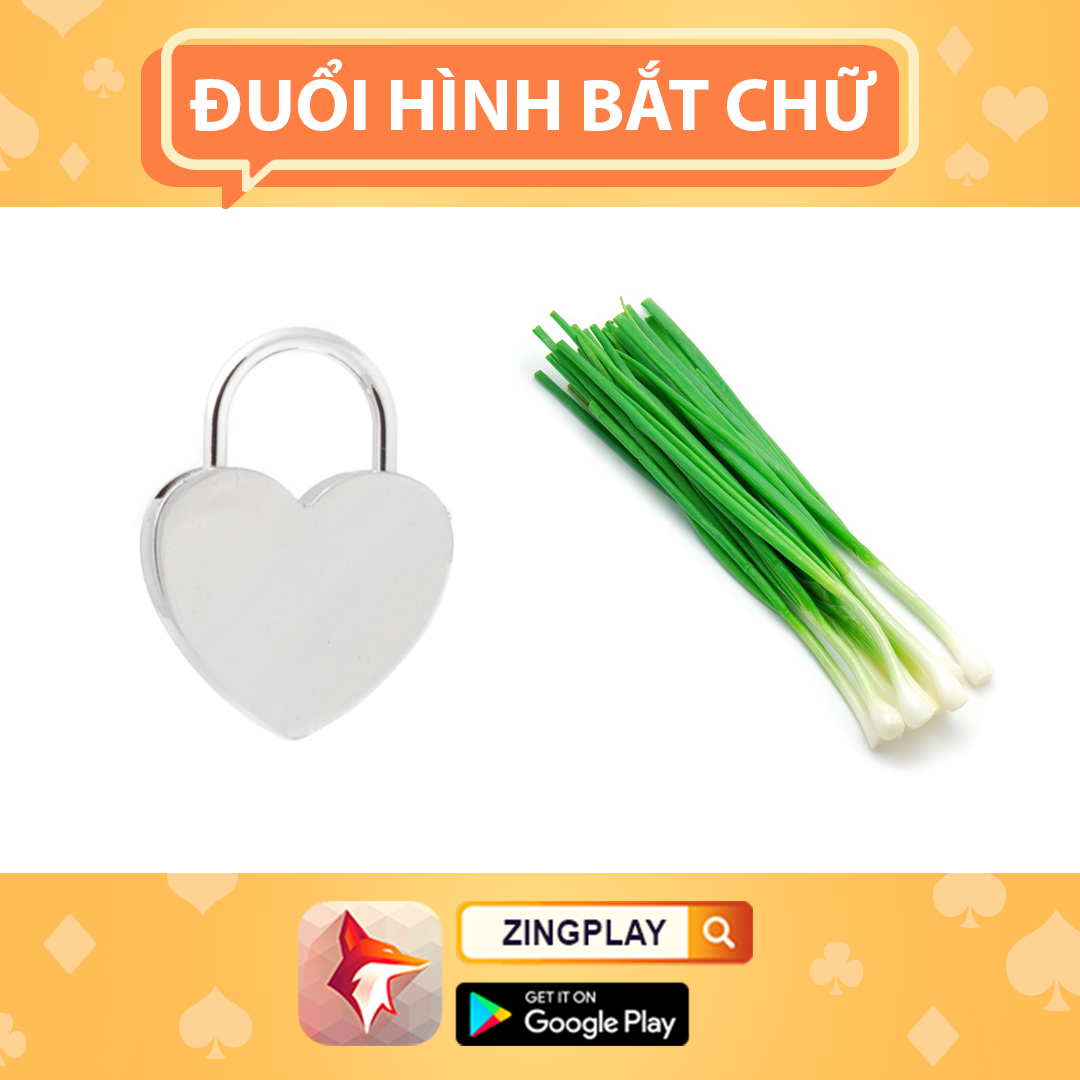 ĐUỔI HÌNH BẮT CHỮ
ZINGPLAY
GET IT ON
Google Play